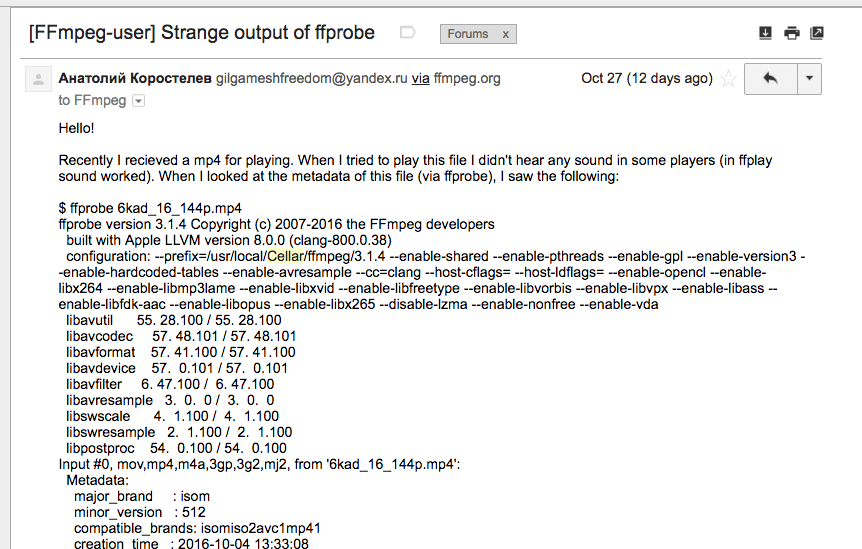 [FFmpeg-user] Strange output of ffprobe Forums x
Анатолий Коростелев gilgameshfreedom@yandex.ru via ffmpeg.org Oct 27 (12 days ago)
to FFmpeg
Hello!
Recently I recieved a mp4 for playing. When I tried to play this file I didn't hear any sound in some players (in ffplay
sound worked). When I looked at the metadata of this file (via ffprobe), I saw the following:
$ ffprobe 6kad_16_144p.mp4
ffprobe version 3.1.4 Copyright (c) 2007-2016 the FFmpeg developers
built with Apple LLVM version 8.0.0 (clang-800.0.38)
configuration: --prefix=/usr/local/Cellar/ffmpeg/3.1.4 --enable-shared --enable-pthreads --enable-gpl --enable-version3 -
-enable-hardcoded-tables --enable-avresample --cc=clang --host-cflags= --host-ldflags= --enable-opencl --enable-
libx264 --enable-libmp3lame --enable-libxvid --enable-libfreetype --enable-libvorbis --enable-libvpx --enable-libass --
enable-libfdk-aac --enable-libopus --enable-libx265 --disable-lzma --enable-nonfree --enable-vda
libavutil 55. 28.100 / 55. 28.100
libavcodec 57. 48.101 / 57. 48.101
libavformat 57. 41.100 / 57. 41.100
libavdevice 57. 0.101 / 57. 0.101
libavfilter 6. 47.100 / 6. 47.100
libavresample 3. 0. 0 / 3. 0. 0
libswscale 4. 1.100 / 4. 1.100
libswresample 2. 1.100 / 2. 1.100
libpostproc 54. 0.100 / 54. 0.100
Input #0, mov,mp4,m4a,3gp,3g2,mj2, from '6kad_16_144p.mp4':
Metadata:
major_brand : isom
minor_version : 512
compatible_brands: isomiso2avc1mp41
creation_time : 2016-10-04 13:33:08